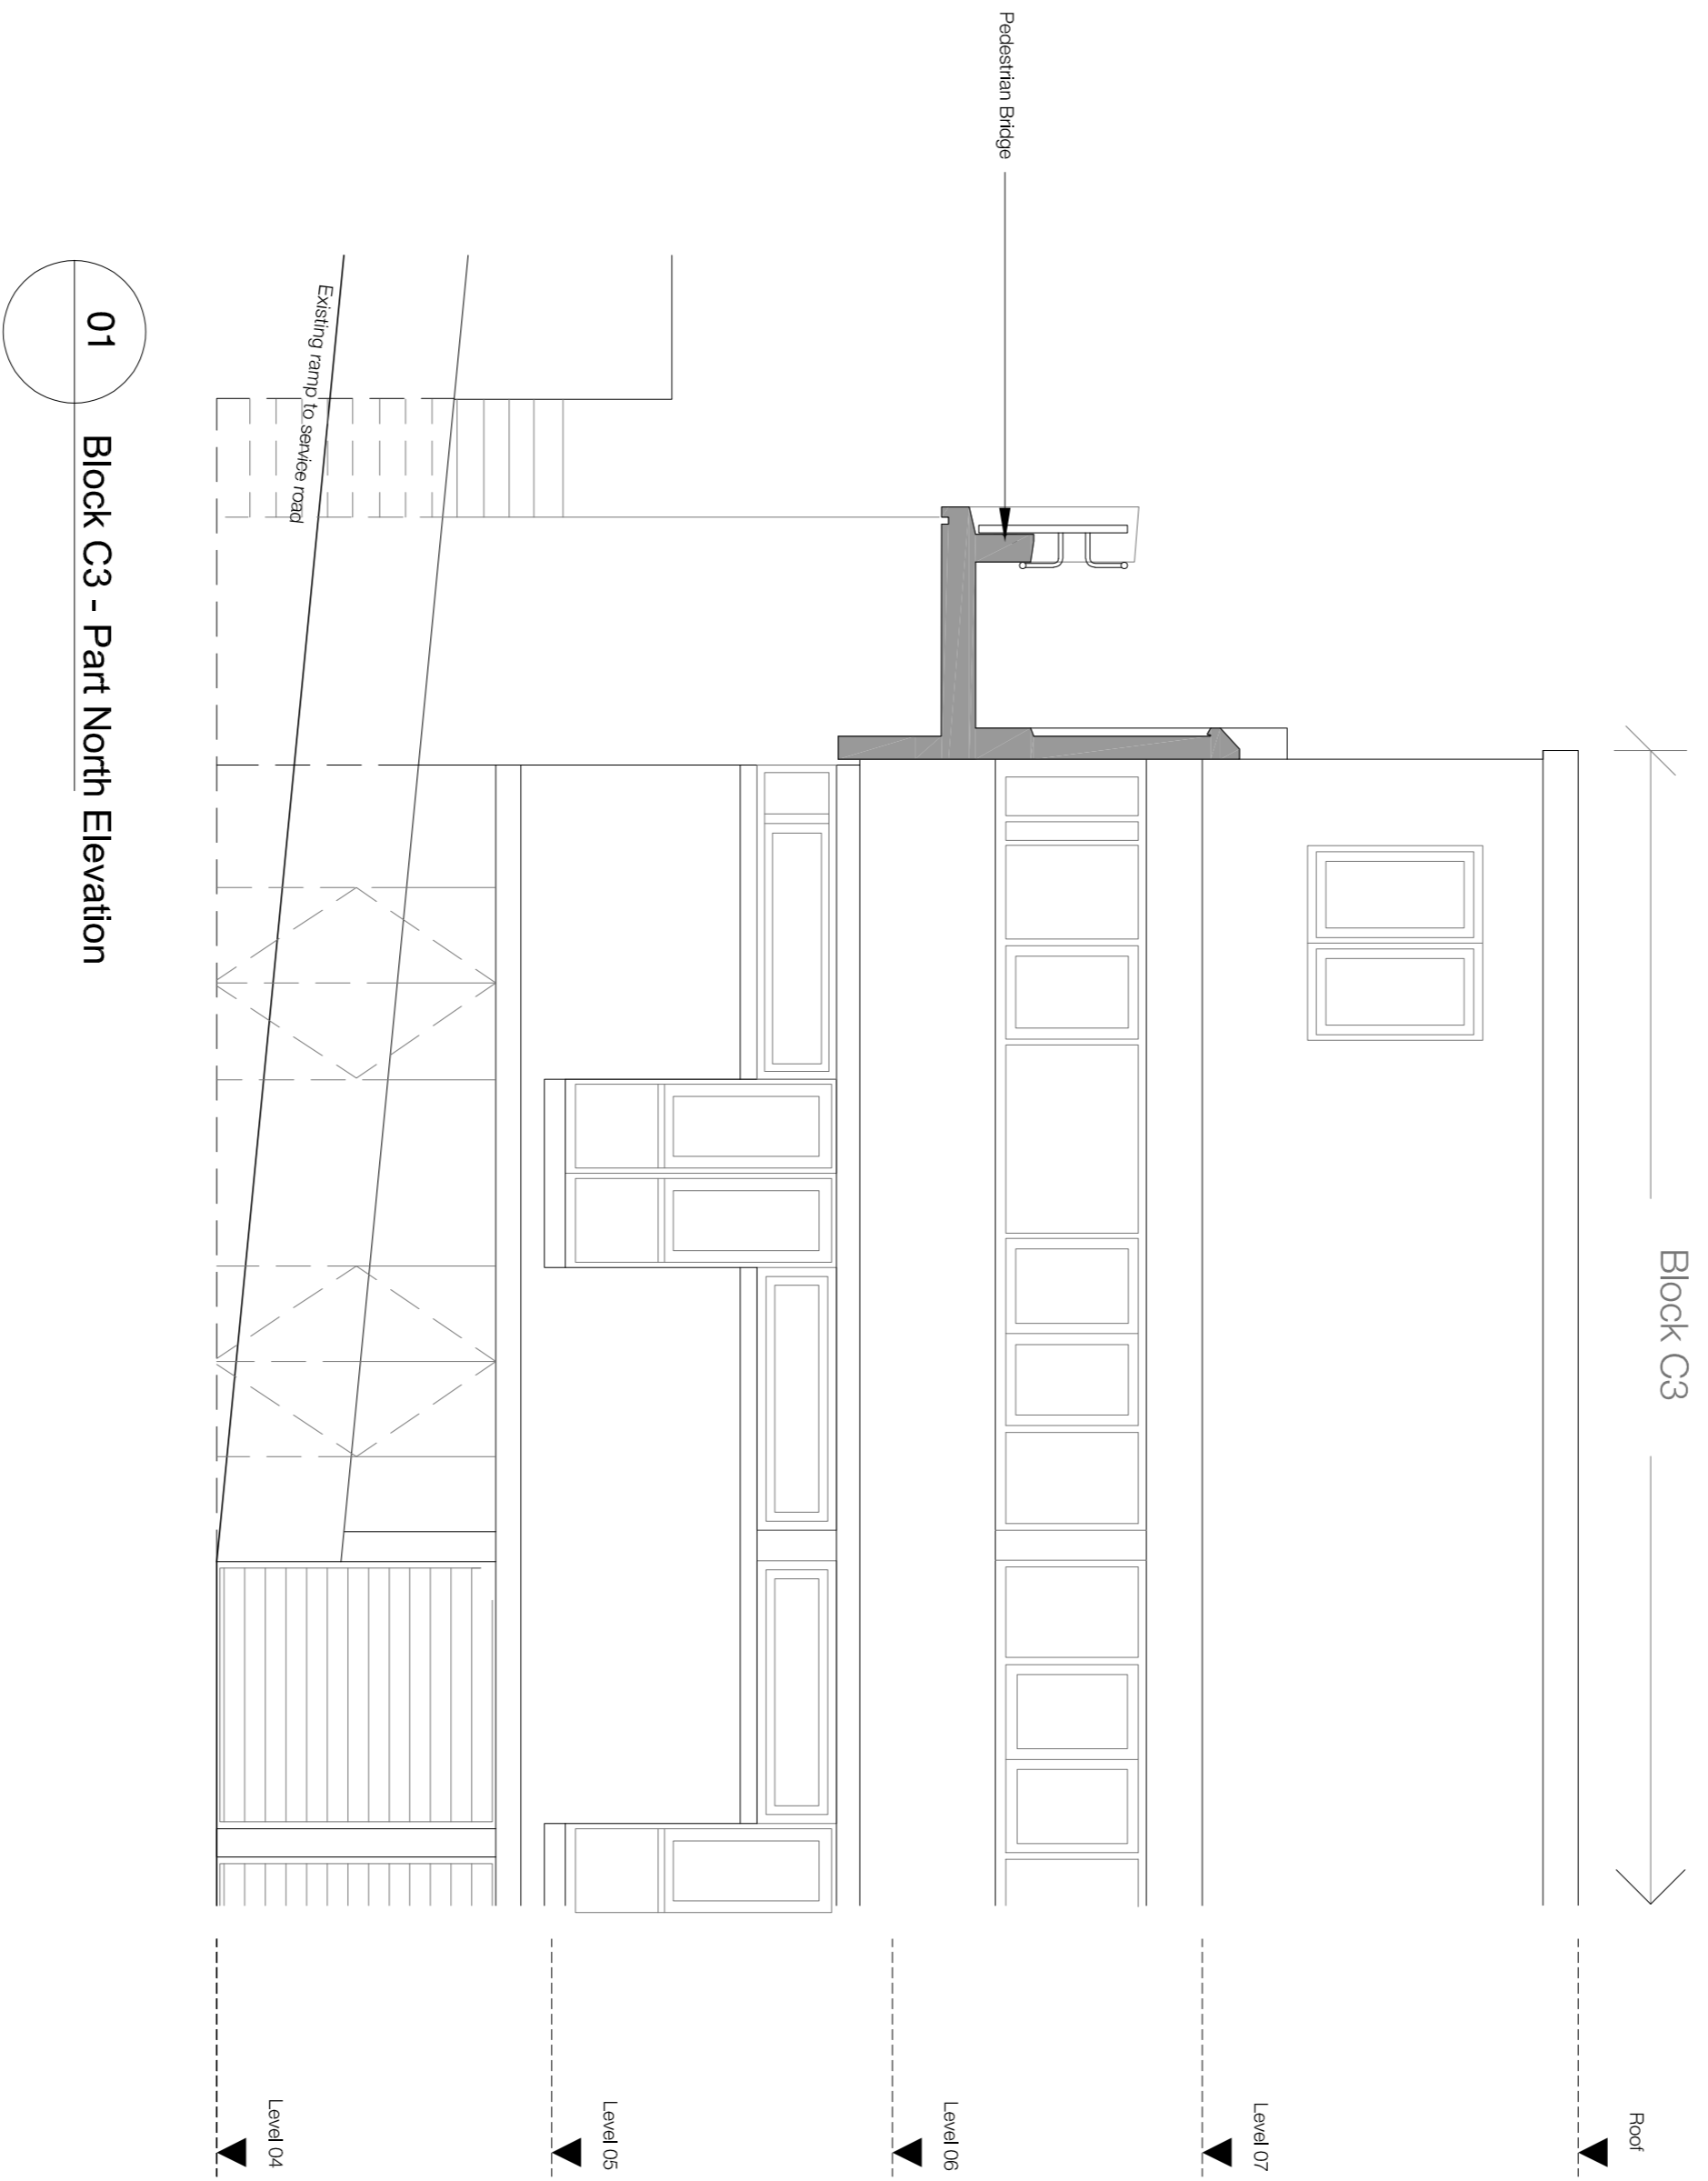 Block C3
Pedestrian Bridge
Roof
Level 07
Level 06
Level 05
Level 04
Existing ramp to service road
01
Block C3 - Part North Elevation